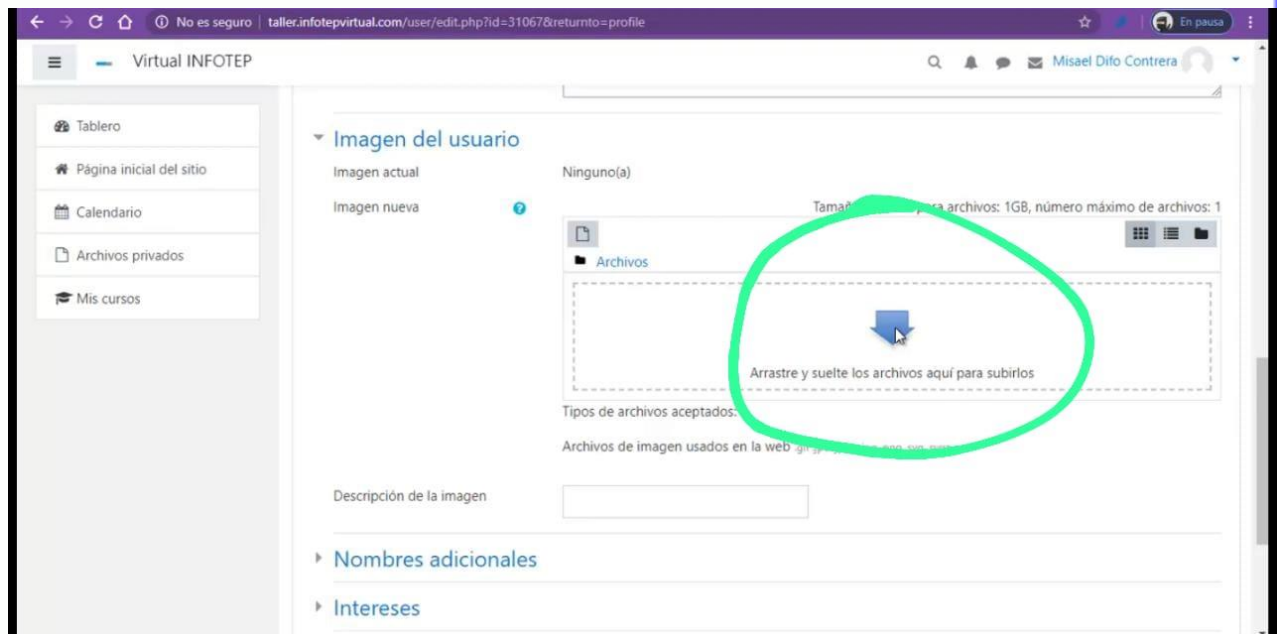 No es seguro | taller.infotepvirtual.com/user/edit.php?id=31067&returnto=profile
En pausa
Virtual INFOTEP
Misael Difo Contrera
Tablero
Página inicial del sitio
Calendario
Archivos privados
Mis cursos
Imagen del usuario
Imagen actual
Ninguno(a)
Imagen nueva
para archivos: 1GB, número máximo de archivos: 1
Archivos
Arrastre y suelte los archivos aquí para subirlos
Tipos de archivos aceptados:
Archivos de imagen usados en la web
Descripción de la imagen
Nombres adicionales
Intereses